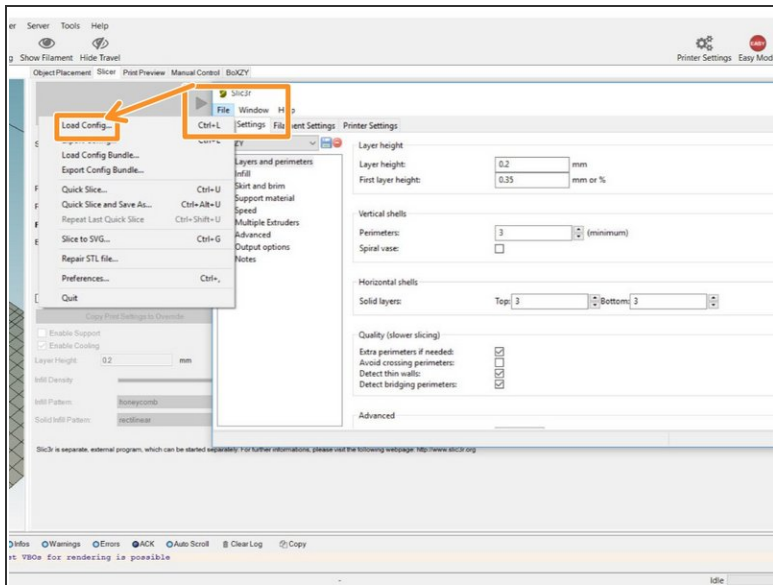 er Server Tools Help
g Show Filament Hide Travel
Printer Settings Easy Mod
Object Placement Slicer Print Preview Manual Control BoXZY
Slic3r
File Window
Load Config... Ctrl+L
Settings Filament Settings Printer Settings
Load Config Bundle...
Export Config Bundle...
Quick Slice... Ctrl+U
Quick Slice and Save As... Ctrl+Alt+U
Repeat Last Quick Slice Ctrl+Shift+U
Slice to SVG... Ctrl+G
Repair STL file...
Preferences... Ctrl+,
Quit
ZY
Layers and perimeters
Infill
Skirt and brim
Support material
Speed
Multiple Extruders
Advanced
Output options
Notes
Layer height
Layer height: 0.2 mm
First layer height: 0.35 mm or %
Vertical shells
Perimeters: 3 (minimum)
Spiral vase:
Horizontal shells
Solid layers: Top: 3 Bottom: 3
Quality (slower slicing)
Extra perimeters if needed:
Avoid crossing perimeters:
Detect thin walls:
Detect bridging perimeters:
Advanced
Copy Print Settings to Override
Enable Support
Enable Cooling
Layer Height: 0.2 mm
Infill Density
Infill Pattern: honeycomb
Solid Infill Pattern: rectilinear
Slic3r is separate, external program, which can be started separately. For further informations, please visit the following webpage: http://www.slic3r.org
Infos Warnings Errors ACK Auto Scroll Clear Log Copy
st VBOs for rendering is possible
- Idle